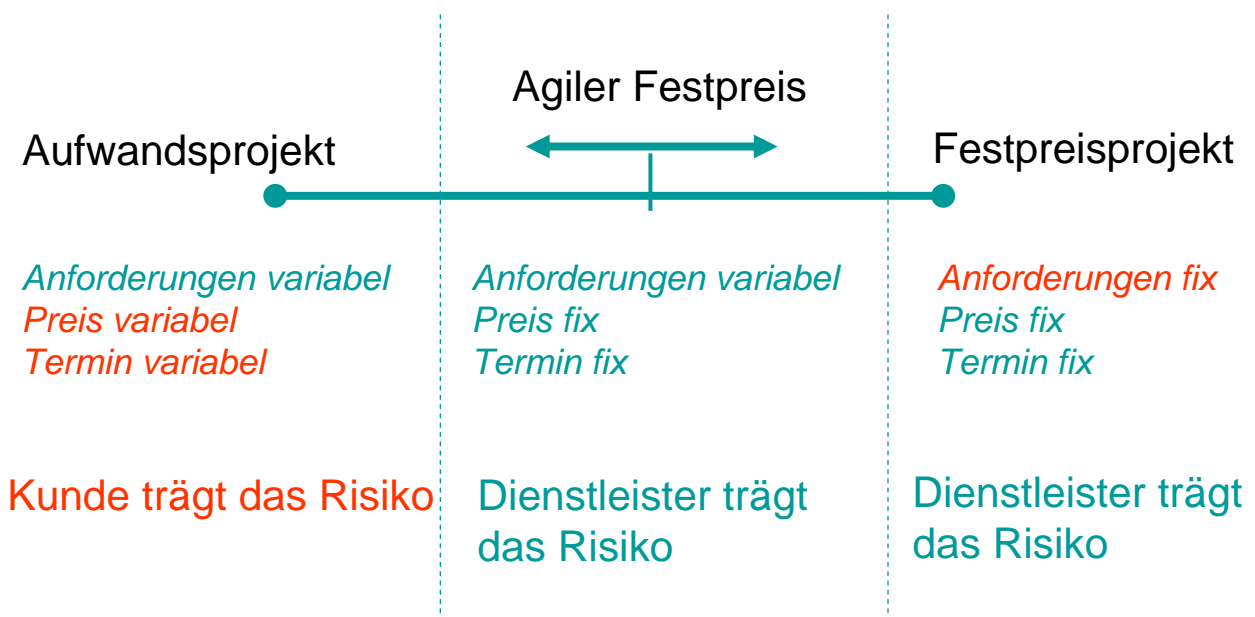 Agiler Festpreis
Aufwandsprojekt
Festpreisprojekt
Anforderungen variabel
Preis variabel
Termin variabel
Anforderungen variabel
Preis fix
Termin fix
Anforderungen fix
Preis fix
Termin fix
Kunde trägt das Risiko
Dienstleister trägt
das Risiko
Dienstleister trägt
das Risiko